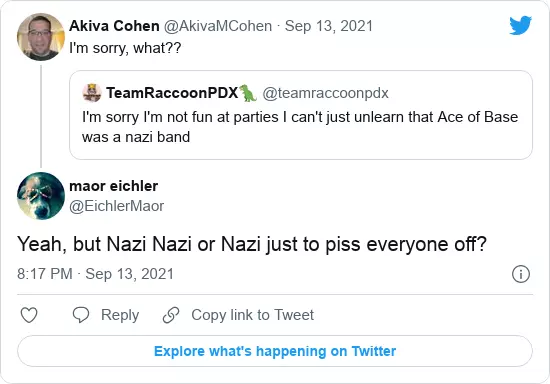 Akiva Cohen @AkivaMCohen · Sep 13, 2021
I'm sorry, what??
TeamRaccoonPDX🦖 @teamraccoonpdx
I'm sorry I'm not fun at parties I can't just unlearn that Ace of Base
was a nazi band
maor eichler
@EichlerMaor
Yeah, but Nazi Nazi or Nazi just to piss everyone off?
8:17 PM · Sep 13, 2021
Reply
Copy link to Tweet
Explore what's happening on Twitter